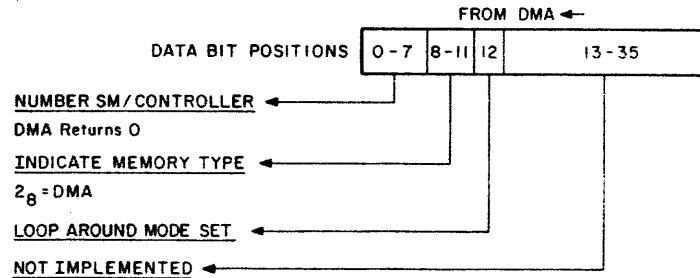 FROM DMA ←
DATA BIT POSITIONS 0-7 8-11 12 13-35
NUMBER SM/CONTROLLER
DMA Returns 0
INDICATE MEMORY TYPE
2₈ = DMA
LOOP AROUND MODE SET
NOT IMPLEMENTED